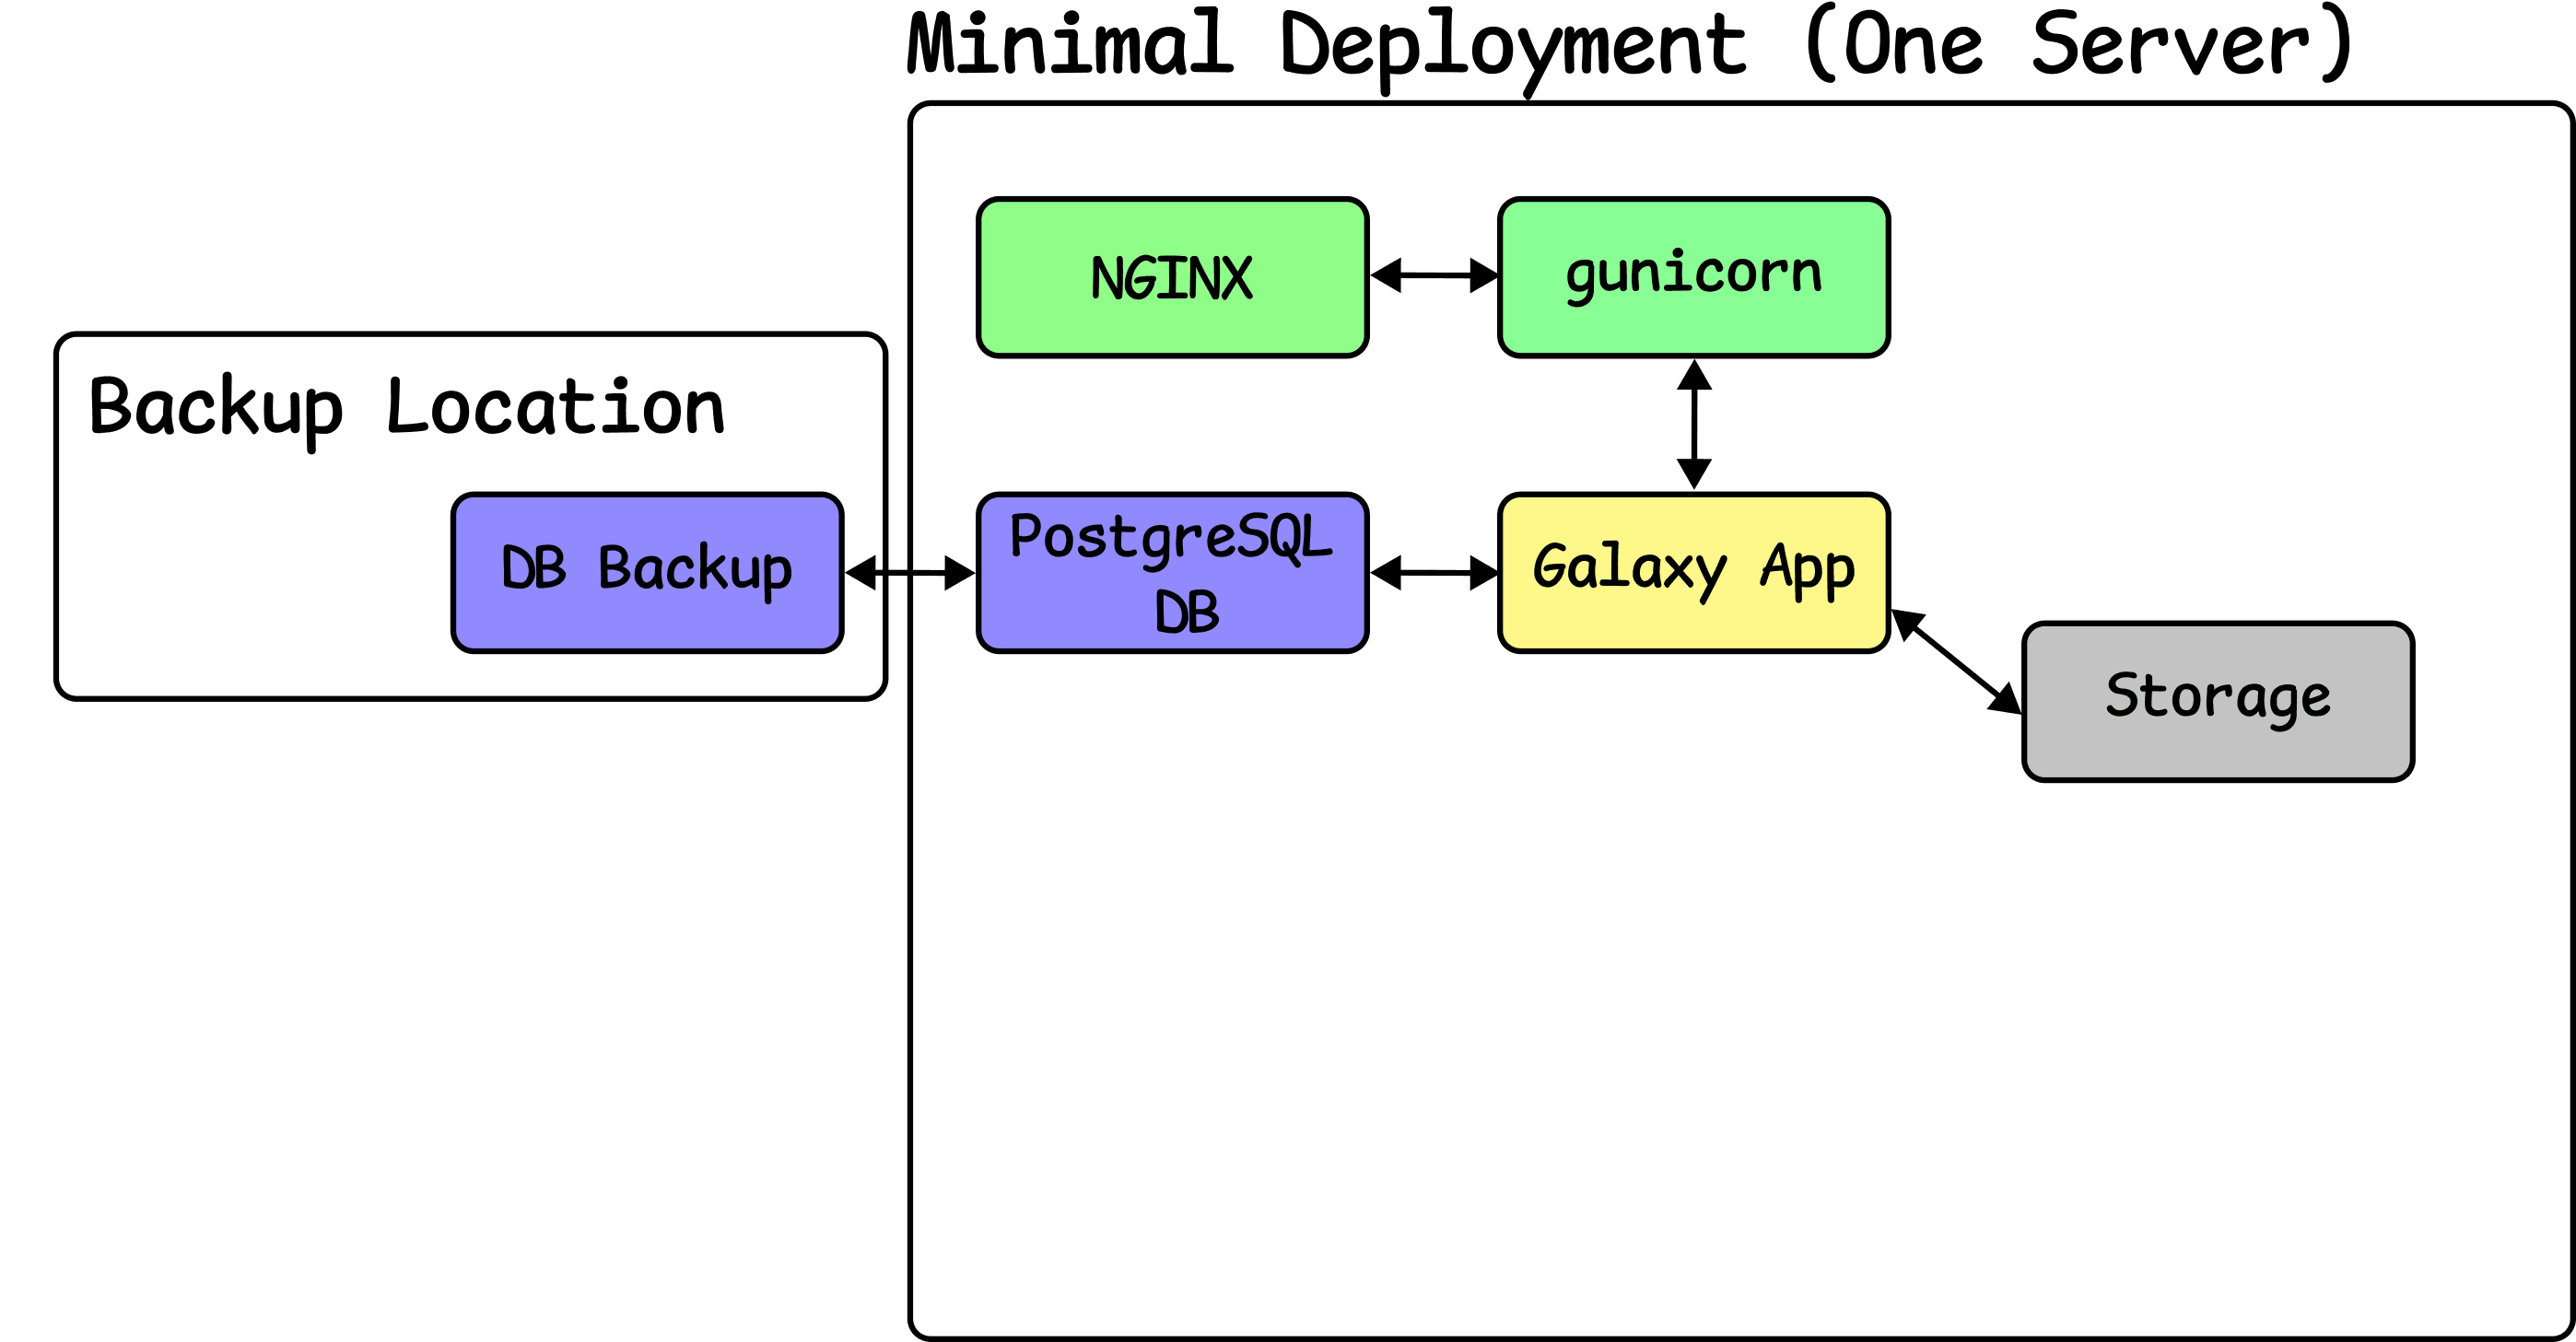 Minimal Deployment (One Server)
NGINX
gunicorn
Backup Location
DB Backup
PostgreSQL
DB
Galaxy App
Storage